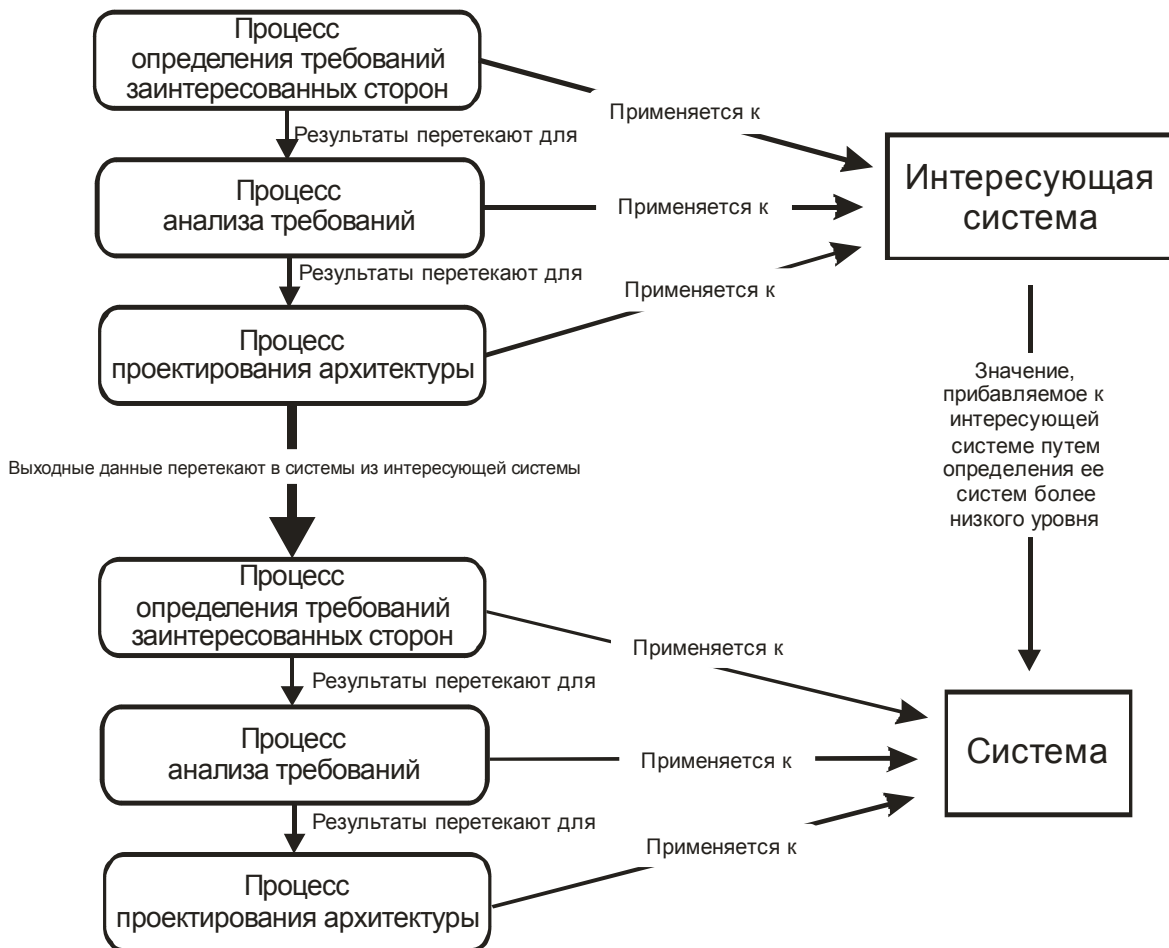 Процесс
определения требований
заинтересованных сторон
Применяется к
Результаты перетекают для
Процесс
анализа требований
Применяется к
Интересующая
система
Результаты перетекают для
Применяется к
Процесс
проектирования архитектуры
Значение,
прибавляемое к
интересующей
системе путем
определения ее
систем более
низкого уровня
Выходные данные перетекают в системы из интересующей системы
Процесс
определения требований
заинтересованных сторон
Применяется к
Результаты перетекают для
Процесс
анализа требований
Применяется к
Система
Результаты перетекают для
Применяется к
Процесс
проектирования архитектуры